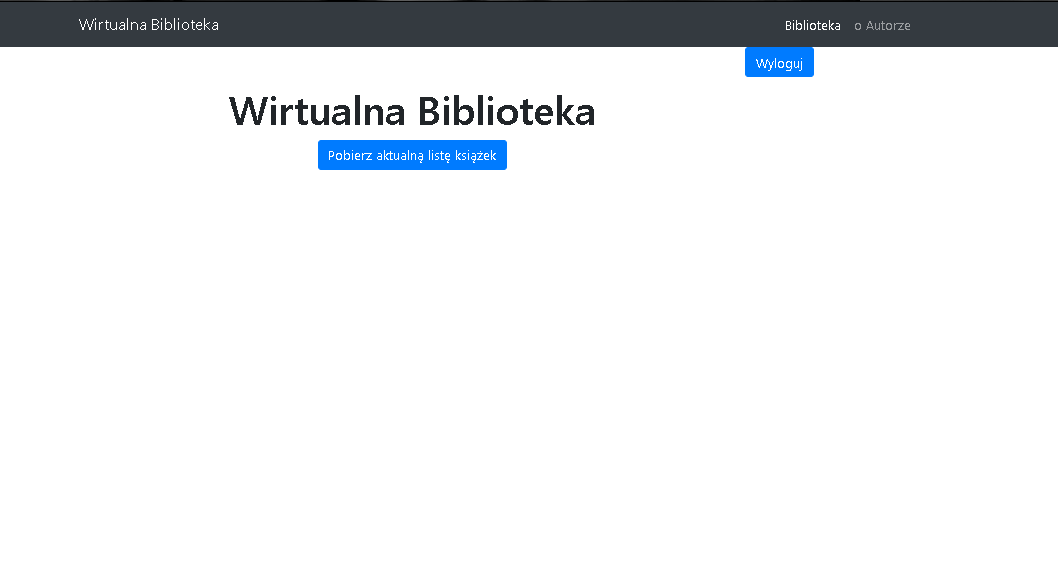 Wirtualna Biblioteka
Biblioteka o Autorze
Wyloguj
Wirtualna Biblioteka
Pobierz aktualną listę książek